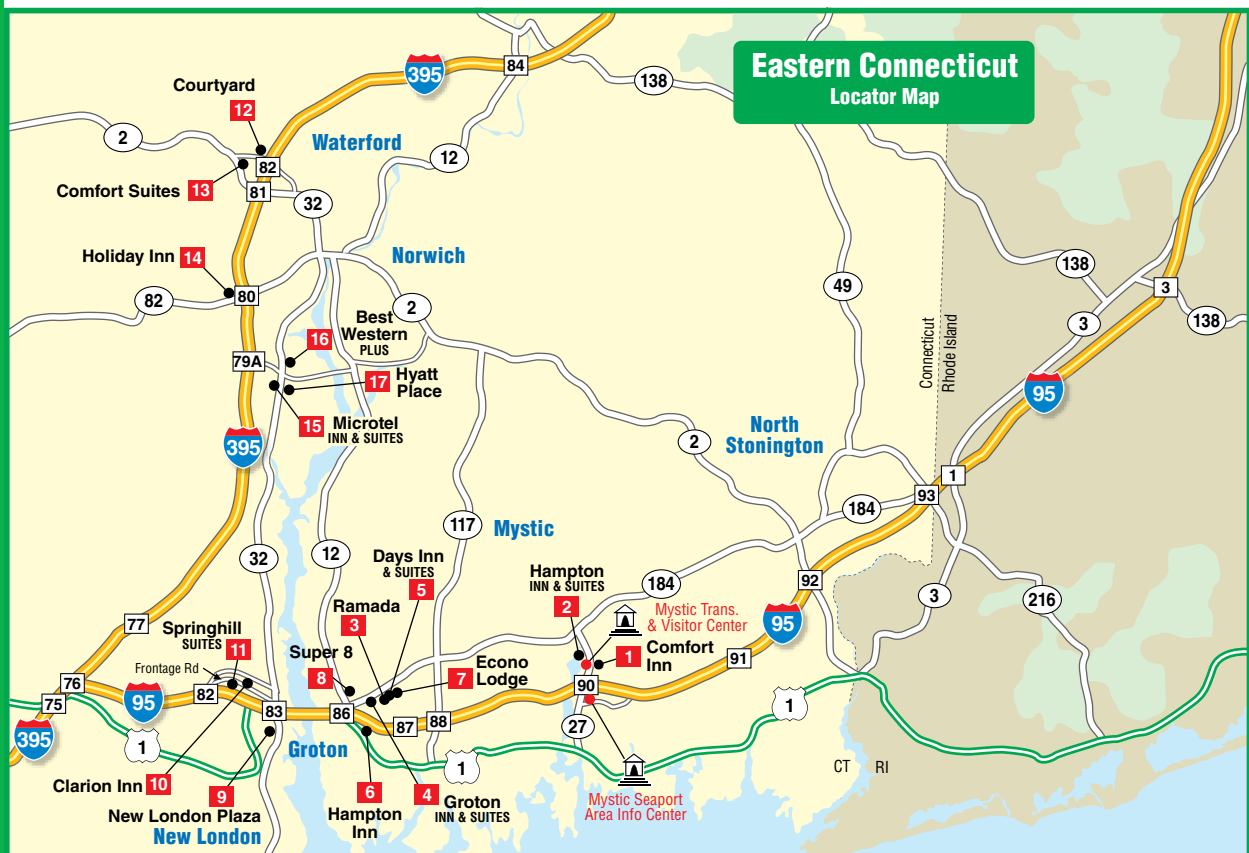 Eastern Connecticut
Locator Map
395
84
138
Courtyard
12
2
Waterford
12
82
Comfort Suites 13
81
32
Holiday Inn 14
Norwich
138
49
3
82
80
2
3
138
Best
Western
PLUS
16
Connecticut
Rhode Island
79A
17
Hyatt
Place
95
15
Microtel
INN & SUITES
395
2
North
Stonington
1
93
184
117
Mystic
32
12
Days Inn
& SUITES
5
Hampton
INN & SUITES
2
184
92
3
216
Ramada
3
Mystic Trans.
& Visitor Center
77
Springhill
SUITES
11
95
Super 8
8
1 Comfort
Inn
Frontage Rd
7 Econo
Lodge
91
76
82
90
75
95
83
86
1
87
88
27
395
1
Groton
1
CT
RI
Clarion Inn 10
9
New London Plaza
New London
6
Hampton
Inn
4
Groton
INN & SUITES
Mystic Seaport
Area Info Center